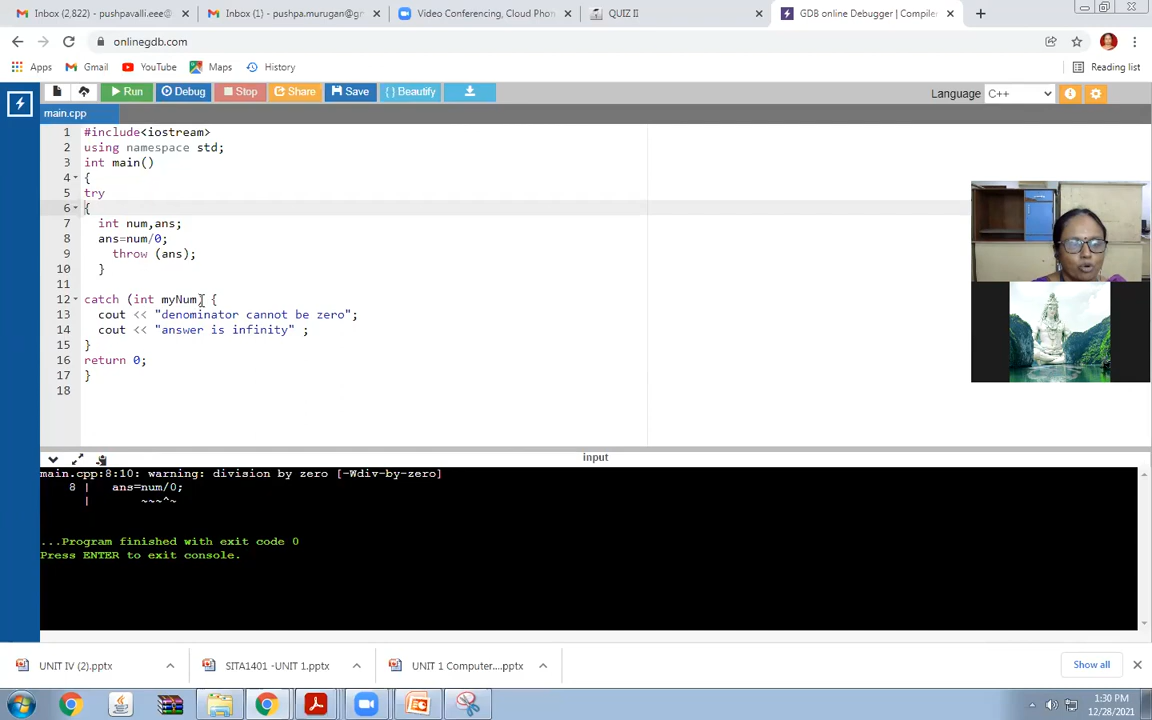 Inbox (2,822) - pushpavalli.eee@
Inbox (1) - pushpa.murugan@gr
Video Conferencing, Cloud Phon
QUIZ II
GDB online Debugger | Compile
onlinegdb.com
Apps
Gmail
YouTube
Maps
History
Reading list
Run
Debug
Stop
Share
Save
{ } Beautify
Language
C++
main.cpp
1 #include<iostream>
2 using namespace std;
3 int main()
4 {
5 try
6 {
7 int num,ans;
8 ans=num/0;
9 throw (ans);
10 }
11
12 catch (int myNum) {
13 cout << "denominator cannot be zero";
14 cout << "answer is infinity" ;
15 }
16 return 0;
17 }
18
input
main.cpp:8:10: warning: division by zero [-Wdiv-by-zero]
8 | ans=num/0;
| ~~~^~
...Program finished with exit code 0
Press ENTER to exit console.
UNIT IV (2).pptx
SITA1401 -UNIT 1.pptx
UNIT 1 Computer....pptx
Show all
1:30 PM
12/28/2021